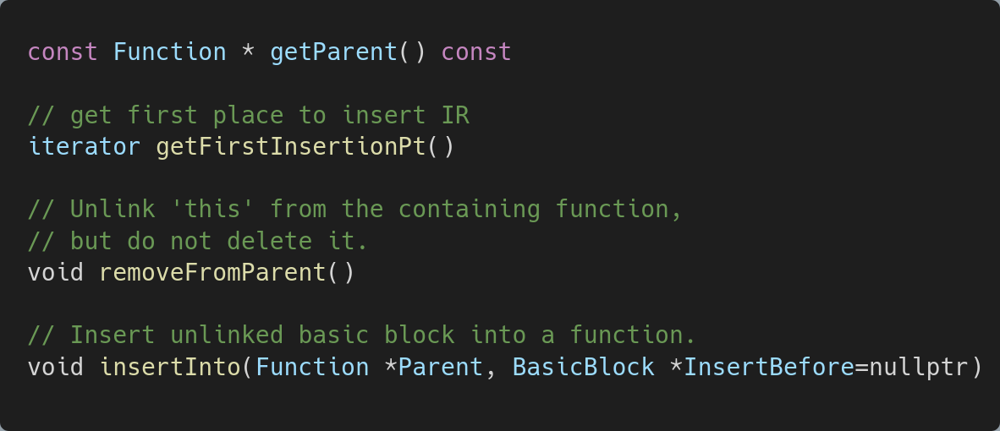 const Function * getParent() const
// get first place to insert IR
iterator getFirstInsertionPt()
// Unlink 'this' from the containing function,
// but do not delete it.
void removeFromParent()
// Insert unlinked basic block into a function.
void insertInto(Function *Parent, BasicBlock *InsertBefore=nullptr)